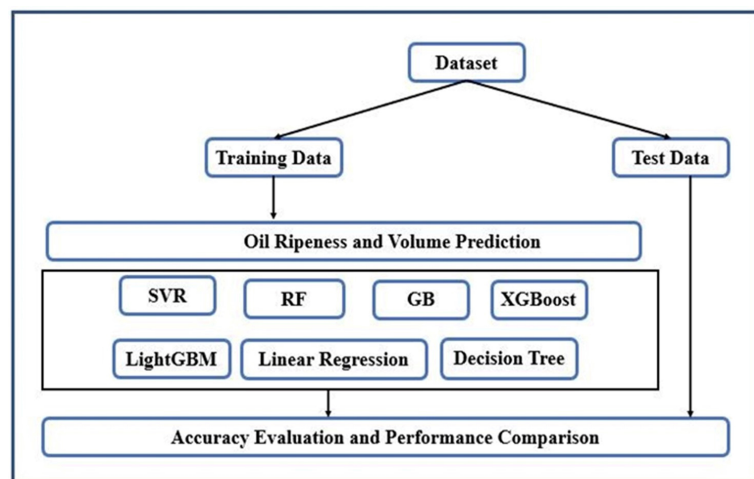 Dataset
Training Data
Test Data
Oil Ripeness and Volume Prediction
SVR
RF
GB
XGBoost
LightGBM
Linear Regression
Decision Tree
Accuracy Evaluation and Performance Comparison